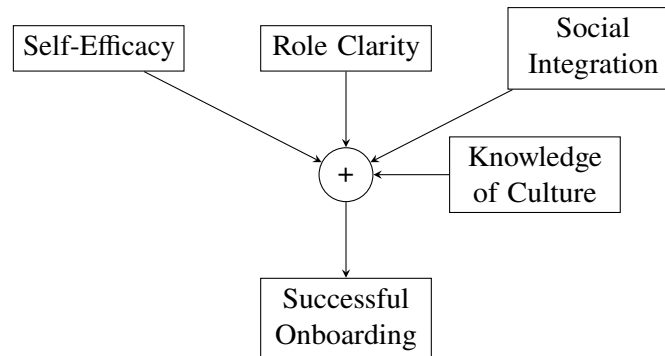 Self-Efficacy
Role Clarity
Social
Integration
+
Knowledge
of Culture
Successful
Onboarding